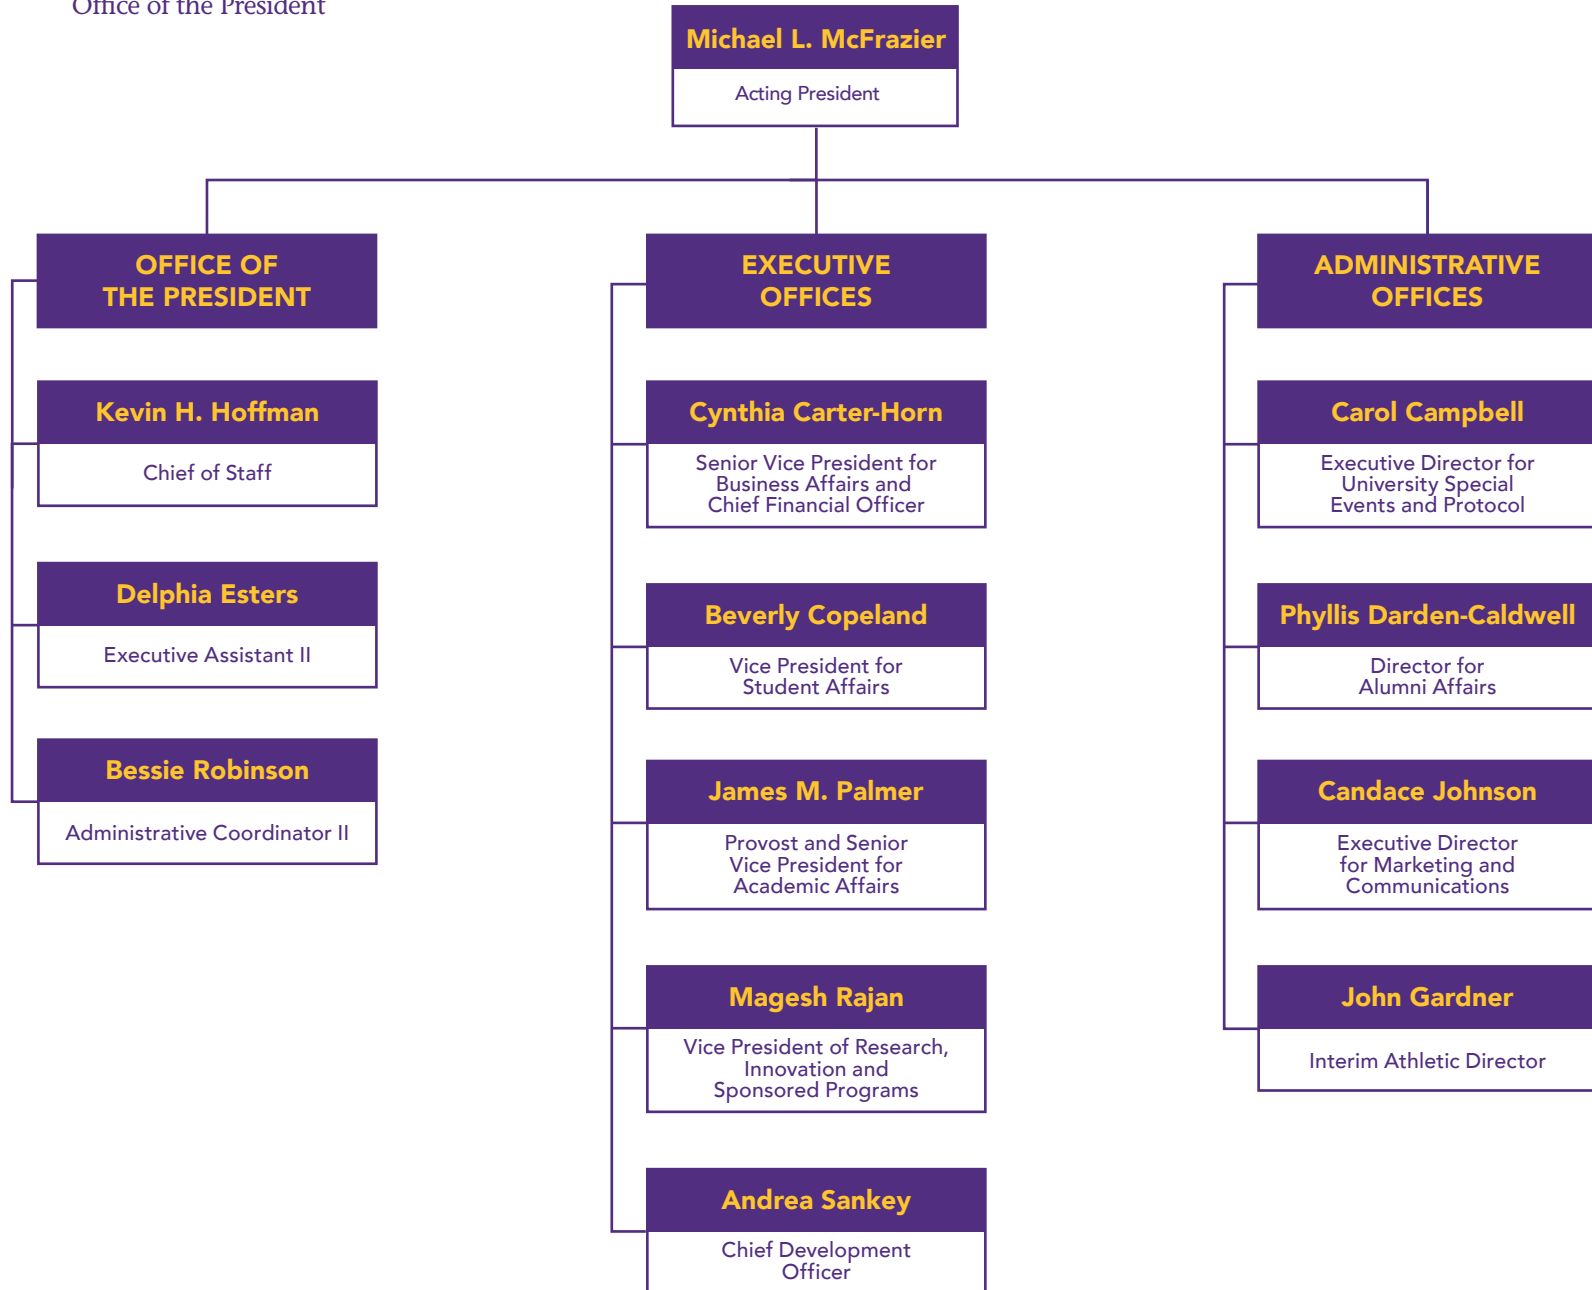 Office of the President
Michael L. McFrazier
Acting President
OFFICE OF
THE PRESIDENT
Kevin H. Hoffman
Chief of Staff
Delphia Esters
Executive Assistant II
Bessie Robinson
Administrative Coordinator II
EXECUTIVE
OFFICES
Cynthia Carter-Horn
Senior Vice President for
Business Affairs and
Chief Financial Officer
Beverly Copeland
Vice President for
Student Affairs
James M. Palmer
Provost and Senior
Vice President for
Academic Affairs
Magesh Rajan
Vice President of Research,
Innovation and
Sponsored Programs
Andrea Sankey
Chief Development
Officer
ADMINISTRATIVE
OFFICES
Carol Campbell
Executive Director for
University Special
Events and Protocol
Phyllis Darden-Caldwell
Director for
Alumni Affairs
Candace Johnson
Executive Director
for Marketing and
Communications
John Gardner
Interim Athletic Director